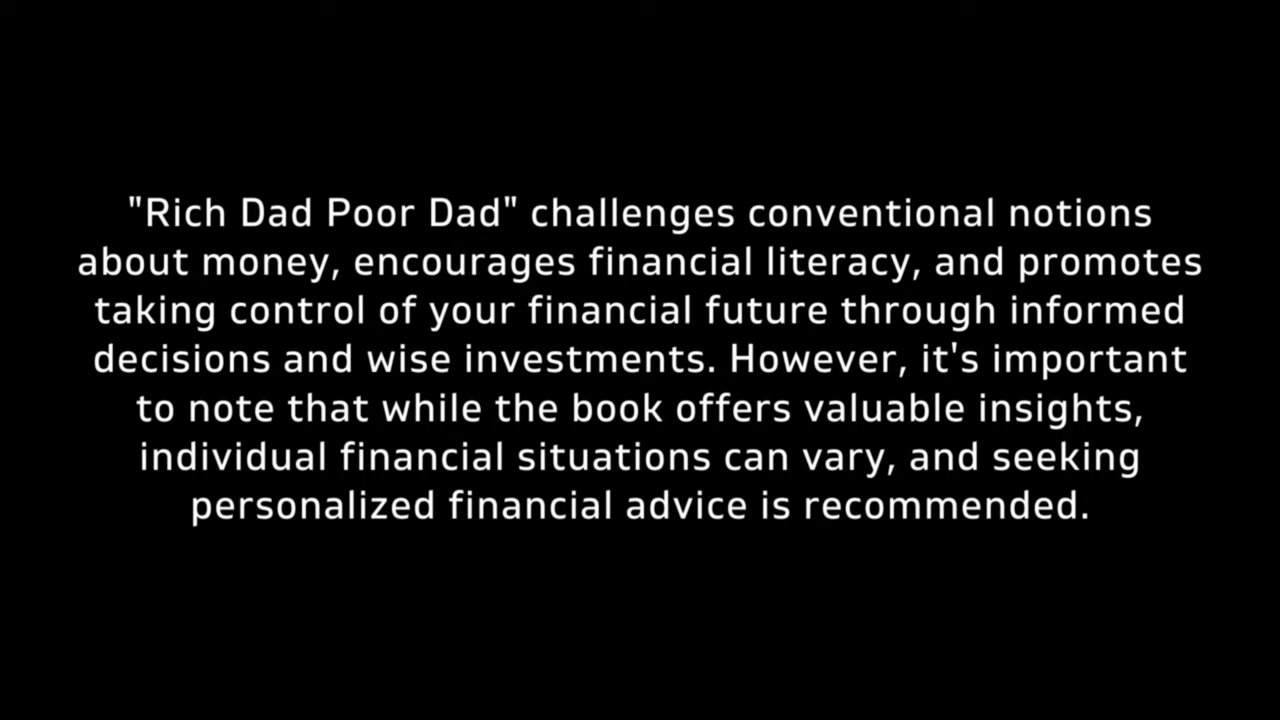 "Rich Dad Poor Dad" challenges conventional notions
about money, encourages financial literacy, and promotes
taking control of your financial future through informed
decisions and wise investments. However, it's important
to note that while the book offers valuable insights,
individual financial situations can vary, and seeking
personalized financial advice is recommended.